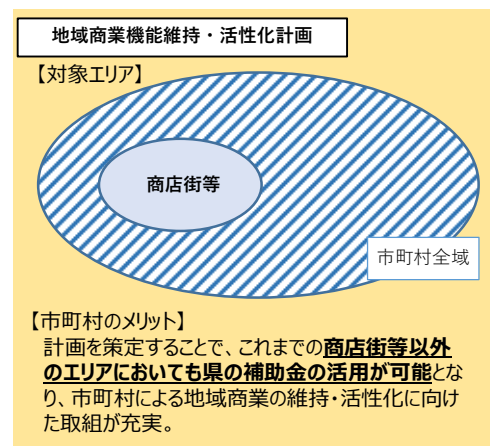 地域商業機能維持・活性化計画
【対象エリア】
商店街等
市町村全域
【市町村のメリット】
計画を策定することで、これまでの商店街等以外
のエリアにおいても県の補助金の活用が可能とな
り、市町村による地域商業の維持・活性化に向け
た取組が充実。